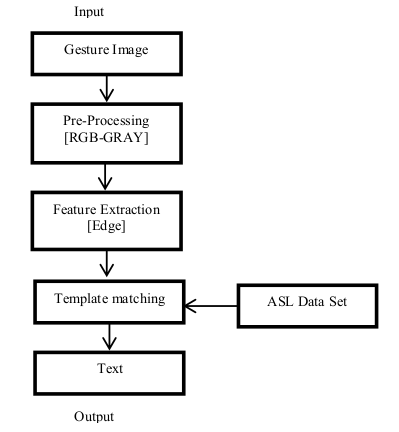 Input
Gesture Image
Pre-Processing
[RGB-GRAY]
Feature Extraction
[Edge]
Template matching
ASL Data Set
Text
Output